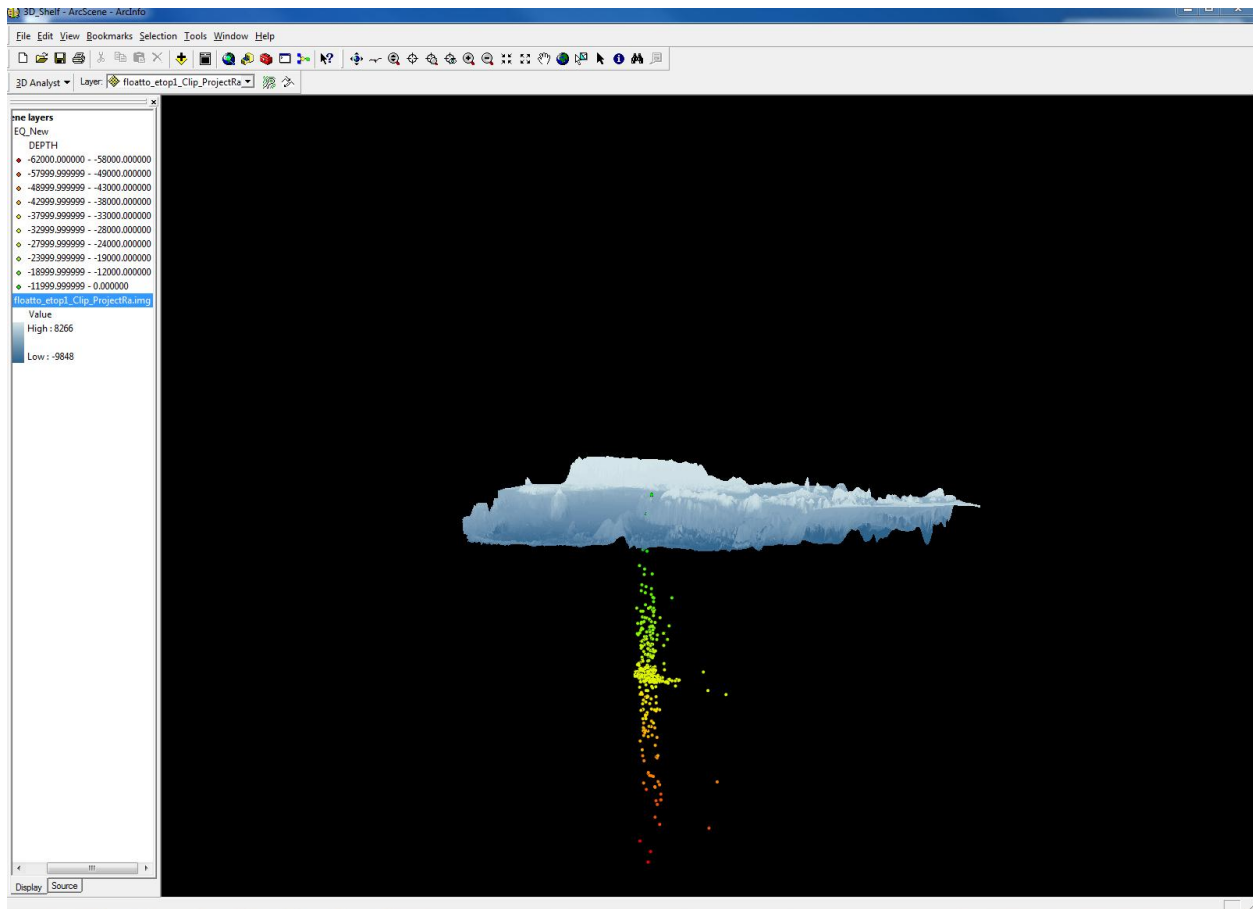 3D_Shelf - ArcScene - ArcInfo
File Edit View Bookmarks Selection Tools Window Help
3D Analyst Layer: floatto_etop1_Clip_ProjectRa
ene layers
EQ_New
DEPTH
-62000.000000 - -58000.000000
-57999.999999 - -49000.000000
-48999.999999 - -43000.000000
-42999.999999 - -38000.000000
-37999.999999 - -33000.000000
-32999.999999 - -28000.000000
-27999.999999 - -24000.000000
-23999.999999 - -19000.000000
-18999.999999 - -12000.000000
-11999.999999 - 0.000000
floatto_etop1_Clip_ProjectRa.img
Value
High : 8266
Low : -9848
Display Source